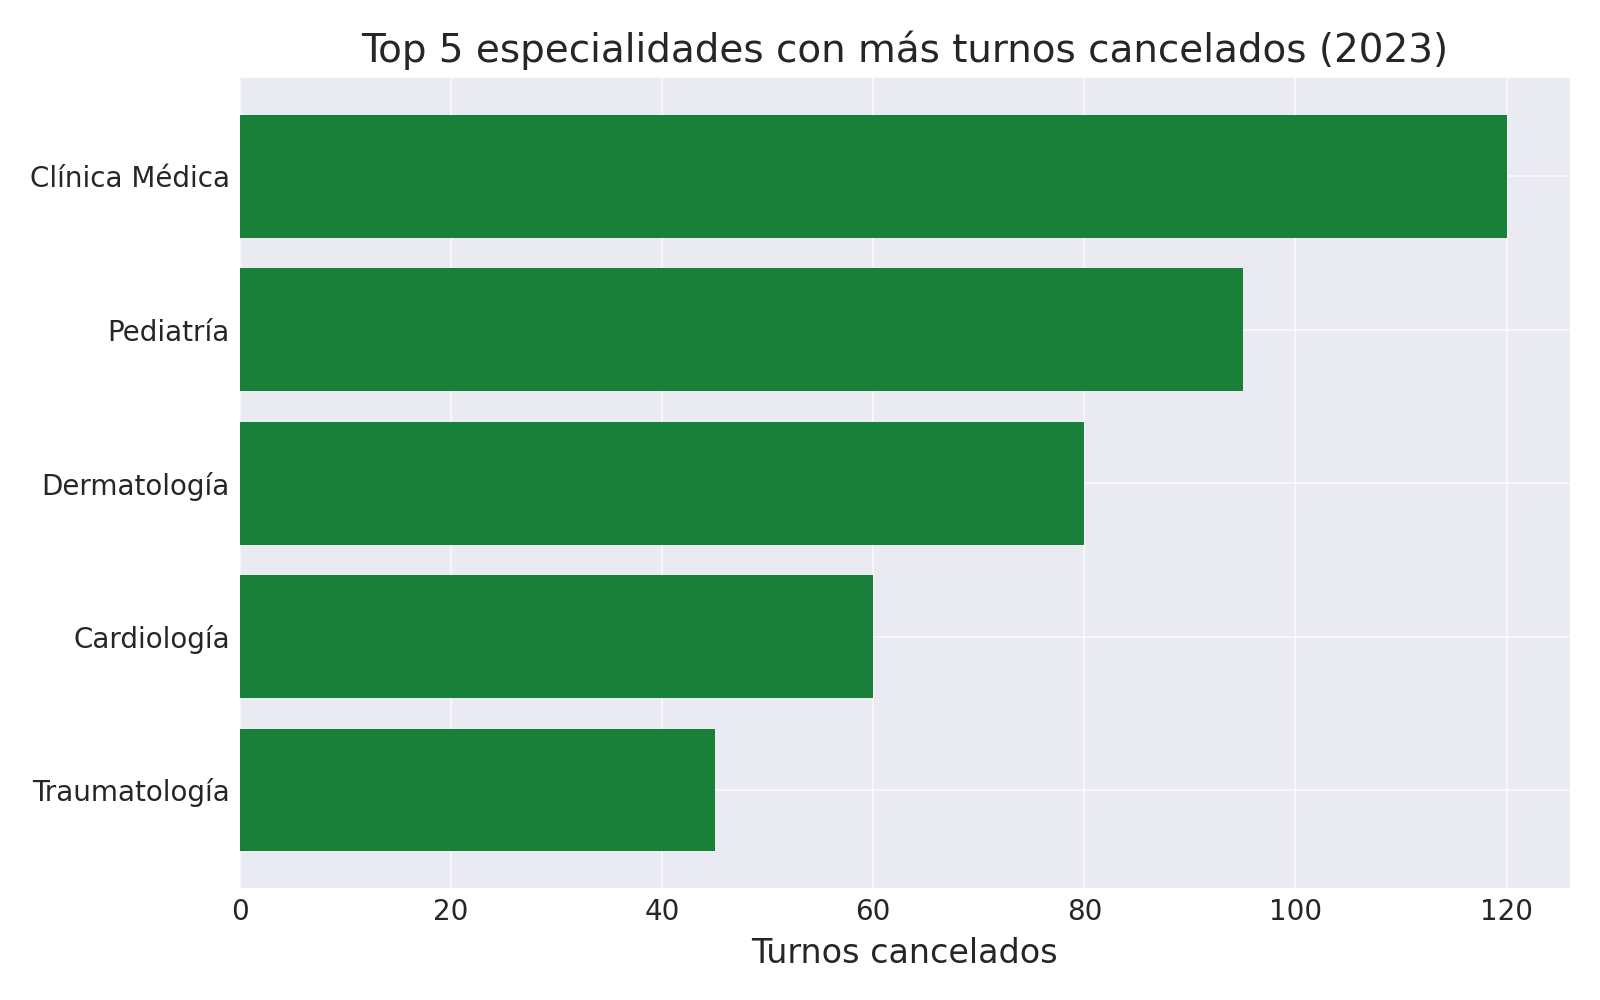 Top 5 especialidades con más turnos cancelados (2023)
Clínica Médica
Pediatría
Dermatología
Cardiología
Traumatología
0 20 40 60 80 100 120
Turnos cancelados